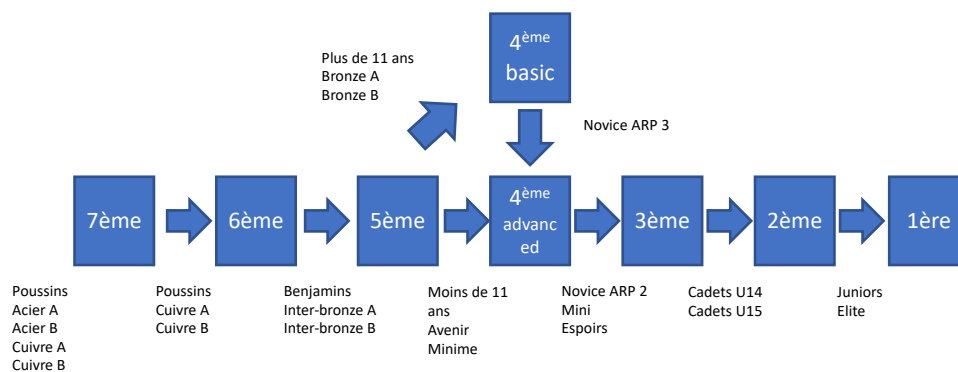 Plus de 11 ans
Bronze A
Bronze B
4ème
basic
Novice ARP 3
7ème
6ème
5ème
4ème
advanc
ed
3ème
2ème
1ère
Poussins
Acier A
Acier B
Cuivre A
Cuivre B
Poussins
Cuivre A
Cuivre B
Benjamins
Inter-bronze A
Inter-bronze B
Moins de 11
ans
Avenir
Minime
Novice ARP 2
Mini
Espoirs
Cadets U14
Cadets U15
Juniors
Elite